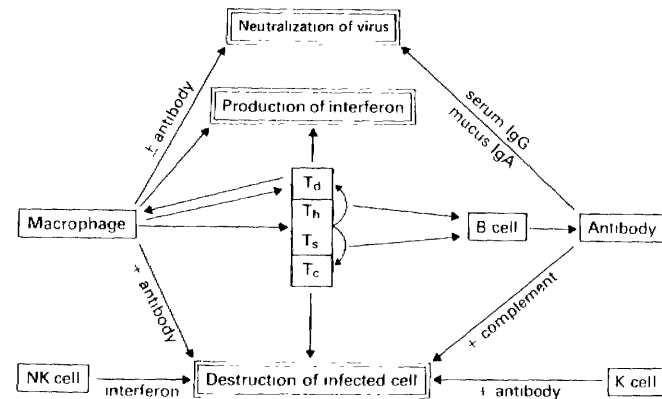 Neutralization of virus
Production of interferon
± antibody
serum IgG
mucus IgA
Td
Th
Ts
Tc
Macrophage
B cell
Antibody
+ antibody
+ complement
NK cell
interferon
Destruction of infected cell
+ antibody
K cell